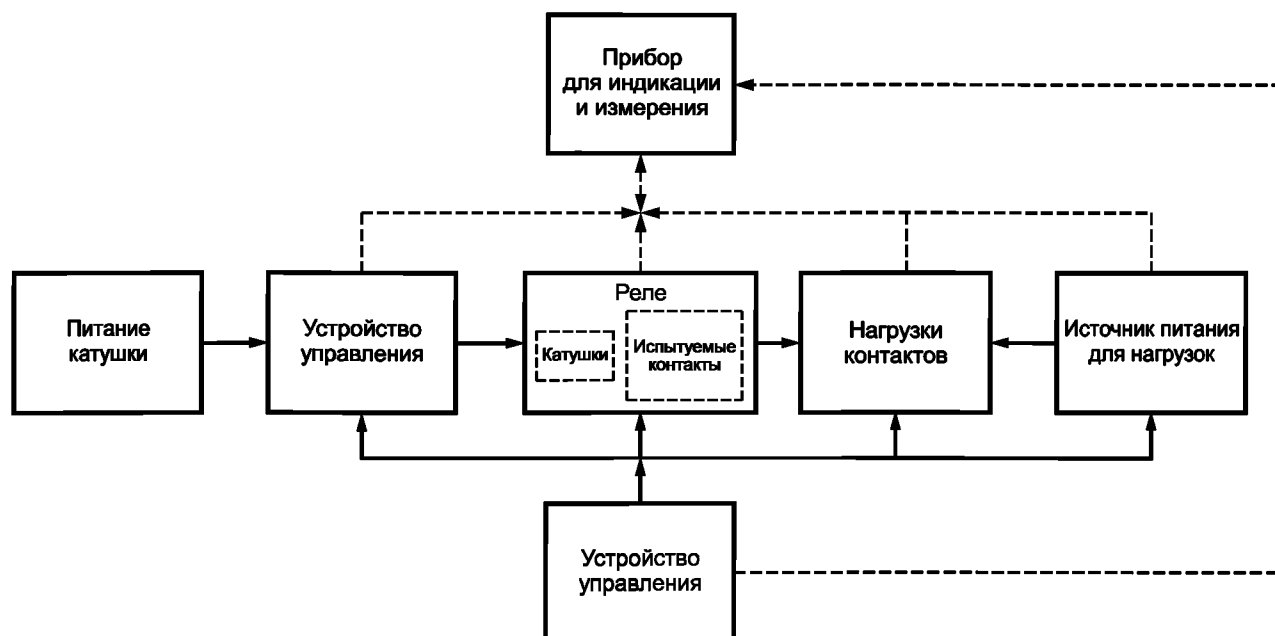 Прибор
для индикации
и измерения
Питание
катушки
Устройство
управления
Реле
Катушки
Испытуемые
контакты
Нагрузки
контактов
Источник питания
для нагрузок
Устройство
управления